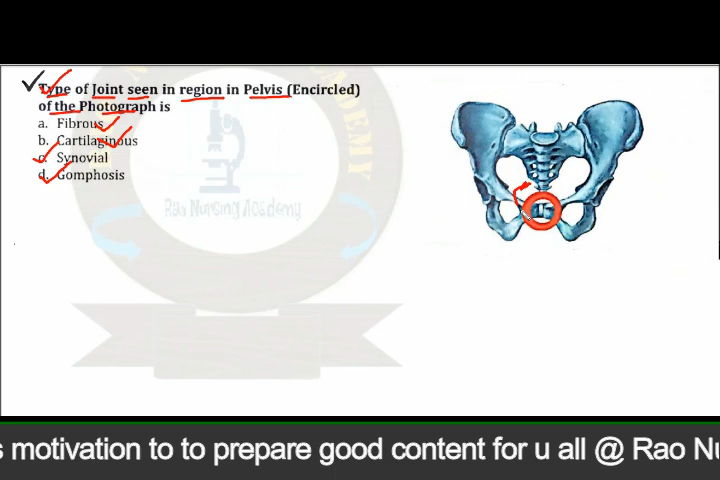 Type of Joint seen in region in Pelvis (Encircled)
of the Photograph is
a. Fibrous
b. Cartilaginous
c. Synovial
d. Gomphosis
Rao Nursing Academy
s motivation to to prepare good content for u all @ Rao Nu